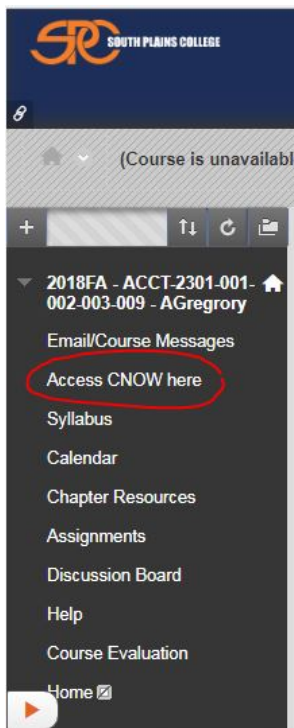 SPC SOUTH PLAINS COLLEGE
(Course is unavailabl
2018FA - ACCT-2301-001-
002-003-009 - AGregrory
Email/Course Messages
Access CNOW here
Syllabus
Calendar
Chapter Resources
Assignments
Discussion Board
Help
Course Evaluation
Home